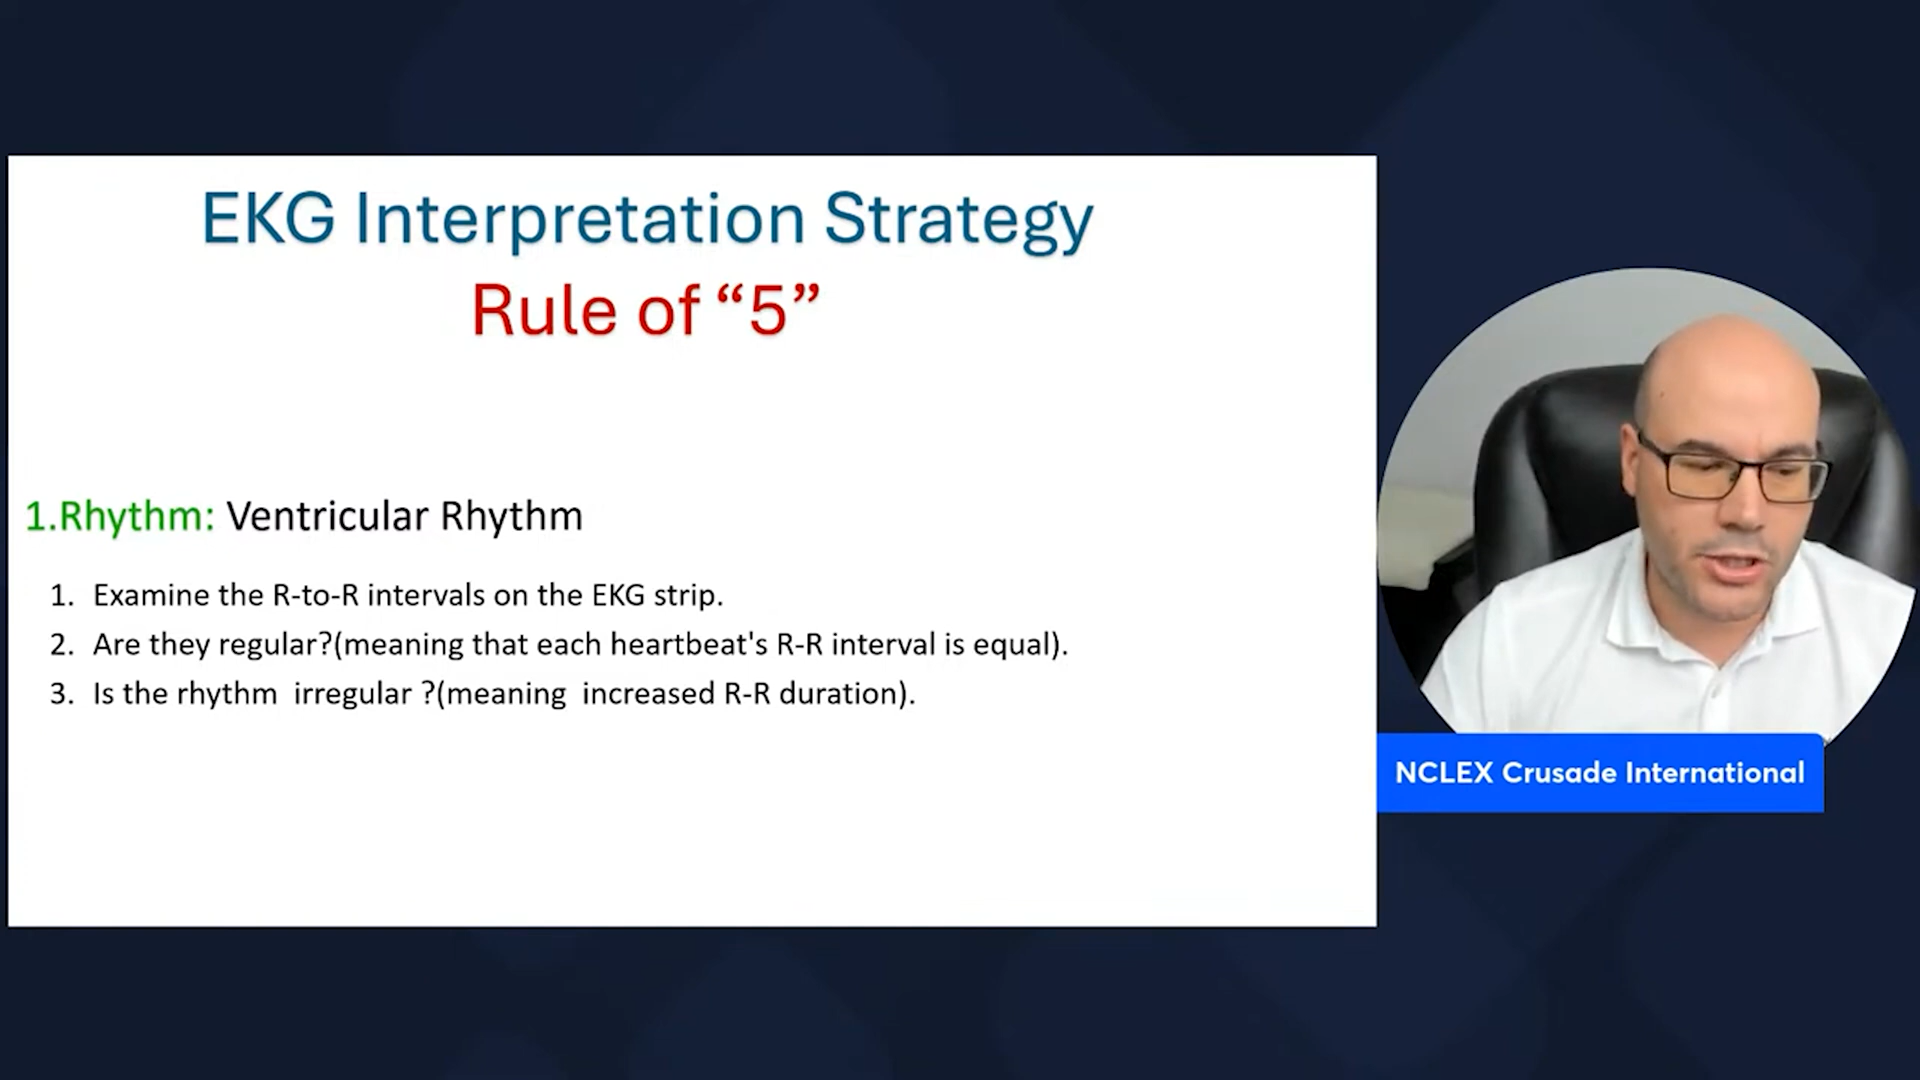 EKG Interpretation Strategy
Rule of “5”
1.Rhythm: Ventricular Rhythm
1. Examine the R-to-R intervals on the EKG strip.
2. Are they regular?(meaning that each heartbeat's R-R interval is equal).
3. Is the rhythm  irregular ?(meaning  increased R-R duration).
NCLEX Crusade International